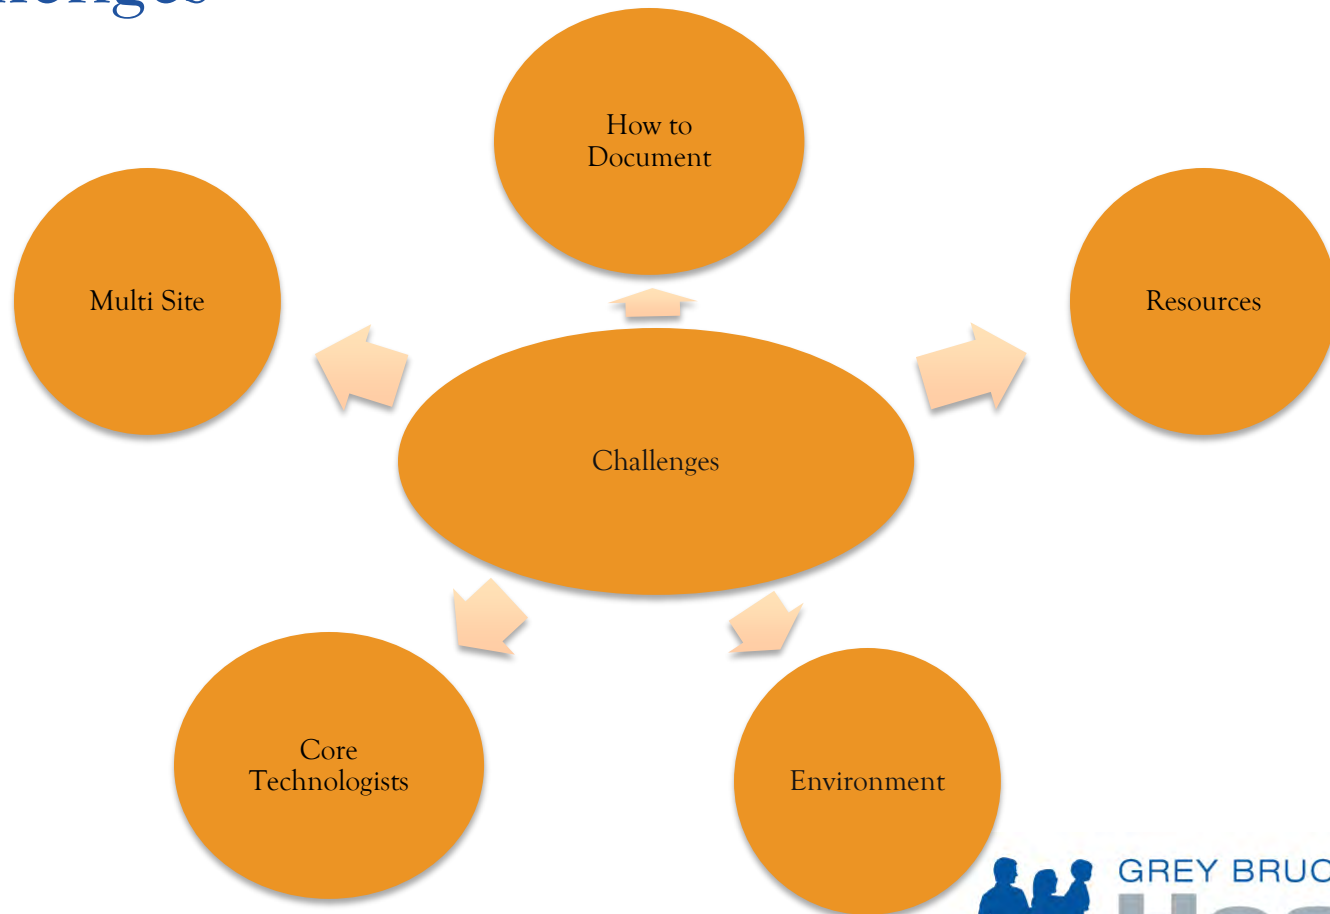 How to
Document
Multi Site
Resources
Challenges
Core
Technologists
Environment
GREY BRUC